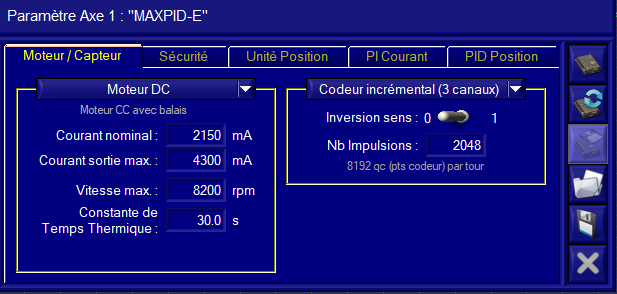 Paramètre Axe 1 : "MAXPID-E"
Moteur / Capteur
Sécurité
Unité Position
PI Courant
PID Position
Moteur DC
Moteur CC avec balais
Courant nominal : 2150 mA
Courant sortie max. : 4300 mA
Vitesse max. : 8200 rpm
Constante de
Temps Thermique : 30.0 s
Codeur incrémental (3 canaux)
Inversion sens : 0 1
Nb Impulsions : 2048
8192 qc (pts codeur) par tour